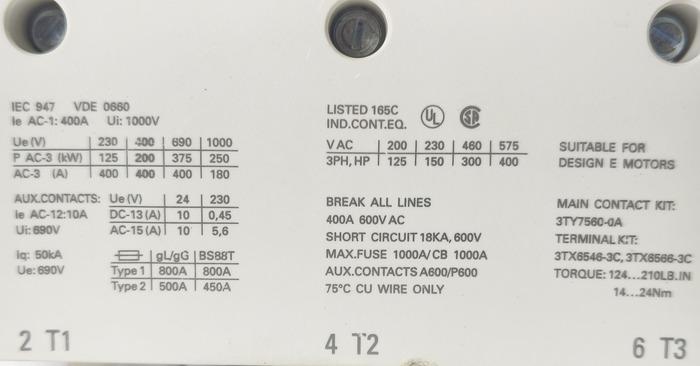 IEC 947 VDE 0660
Ie AC-1: 400A Ui: 1000V
Ue (V) 230 400 690 1000
P AC-3 (kW) 125 200 375 250
AC-3 (A) 400 400 400 180
AUX.CONTACTS: Ue (V) 24 230
Ie AC-12:10A DC-13 (A) 10 0,45
Ui: 690V AC-15 (A) 10 5,6
Iq: 50kA gL/gG BS88T
Ue: 690V Type 1 800A 800A
Type 2 500A 450A
2 T1
LISTED 165C
IND.CONT.EQ. UL SA
V AC 200 230 460 575
3PH, HP 125 150 300 400
BREAK ALL LINES
400A 600V AC
SHORT CIRCUIT 18KA, 600V
MAX.FUSE 1000A/CB 1000A
AUX.CONTACTS A600/P600
75°C CU WIRE ONLY
4 T2
SUITABLE FOR
DESIGN E MOTORS
MAIN CONTACT KIT:
3TY7560-0A
TERMINAL KIT:
3TX6546-3C, 3TX6566-3C
TORQUE: 124...210LB.IN
14...24Nm
6 T3